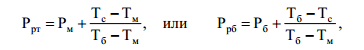 Pрт = Pм + (Tс − Tм)/(Tб − Tм), или Pрб = Pб + (Tб − Tс)/(Tб − Tм),